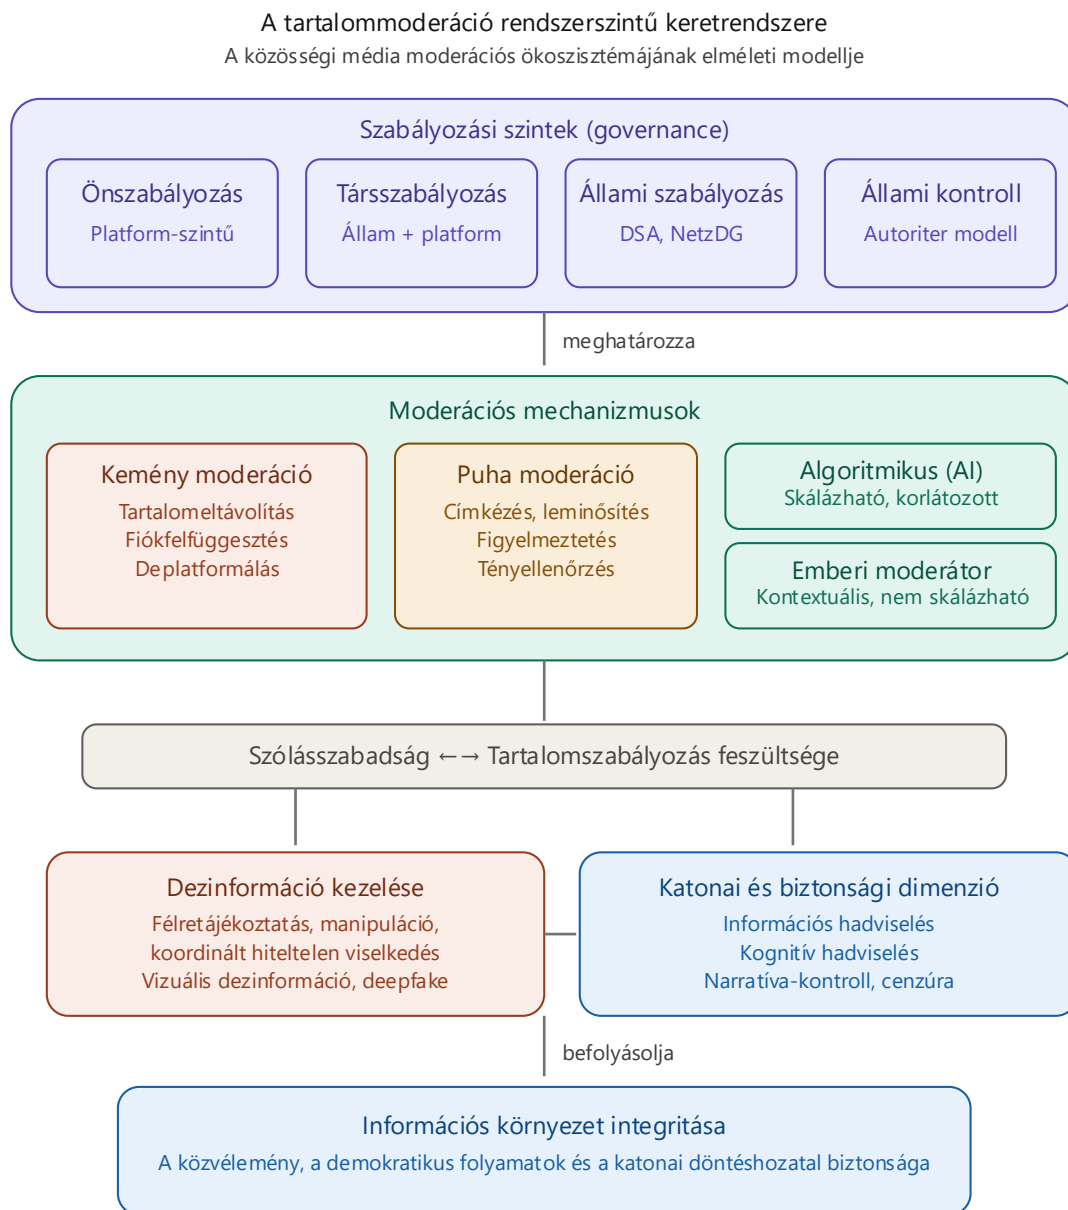 A tartalommoderáció rendszerszintű keretrendszere
A közösségi média moderációs ökoszisztémájának elméleti modellje
Szabályozási szintek (governance)
Önszabályozás
Platform-szintű
Társszabályozás
Állam + platform
Állami szabályozás
DSA, NetzDG
Állami kontroll
Autoriter modell
meghatározza
Moderációs mechanizmusok
Kemény moderáció
Tartalomeltávolítás
Fiókfelfüggesztés
Deplatformálás
Puha moderáció
Címkézés, leminősítés
Figyelmeztetés
Tényellenőrzés
Algoritmikus (AI)
Skálázható, korlátozott
Emberi moderátor
Kontextuális, nem skálázható
Szólásszabadság ←→ Tartalomszabályozás feszültsége
Dezinformáció kezelése
Félretájékoztatás, manipuláció,
koordinált hiteltelen viselkedés
Vizuális dezinformáció, deepfake
Katonai és biztonsági dimenzió
Információs hadviselés
Kognitív hadviselés
Narratíva-kontroll, cenzúra
befolyásolja
Információs környezet integritása
A közvélemény, a demokratikus folyamatok és a katonai döntéshozatal biztonsága